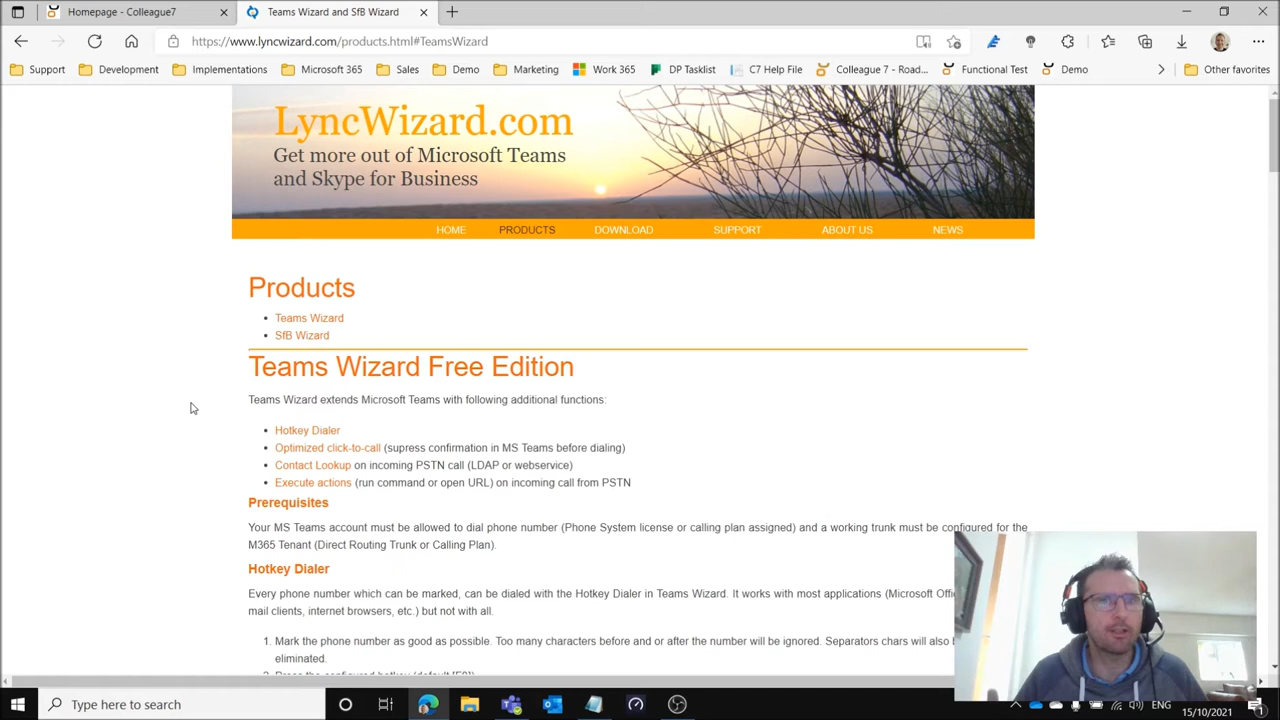 Homepage - Colleague7
Teams Wizard and SfB Wizard
https://www.lyncwizard.com/products.html#TeamsWizard
Support Development Implementations Microsoft 365 Sales Demo Marketing Work 365 DP Tasklist C7 Help File Colleague 7 - Road... Functional Test Demo Other favorites
LyncWizard.com
Get more out of Microsoft Teams
and Skype for Business
HOME PRODUCTS DOWNLOAD SUPPORT ABOUT US NEWS
Products
• Teams Wizard
• SfB Wizard
Teams Wizard Free Edition
Teams Wizard extends Microsoft Teams with following additional functions:
• Hotkey Dialer
• Optimized click-to-call (supress confirmation in MS Teams before dialing)
• Contact Lookup on incoming PSTN call (LDAP or webservice)
• Execute actions (run command or open URL) on incoming call from PSTN
Prerequisites
Your MS Teams account must be allowed to dial phone number (Phone System license or calling plan assigned) and a working trunk must be configured for the
M365 Tenant (Direct Routing Trunk or Calling Plan).
Hotkey Dialer
Every phone number which can be marked, can be dialed with the Hotkey Dialer in Teams Wizard. It works with most applications (Microsoft Offi
mail clients, internet browsers, etc.) but not with all.
1. Mark the phone number as good as possible. Too many characters before and or after the number will be ignored. Separators chars will also b
eliminated.
2. Press the configured hotkey (default [F8])
Type here to search
ENG
15/10/2021